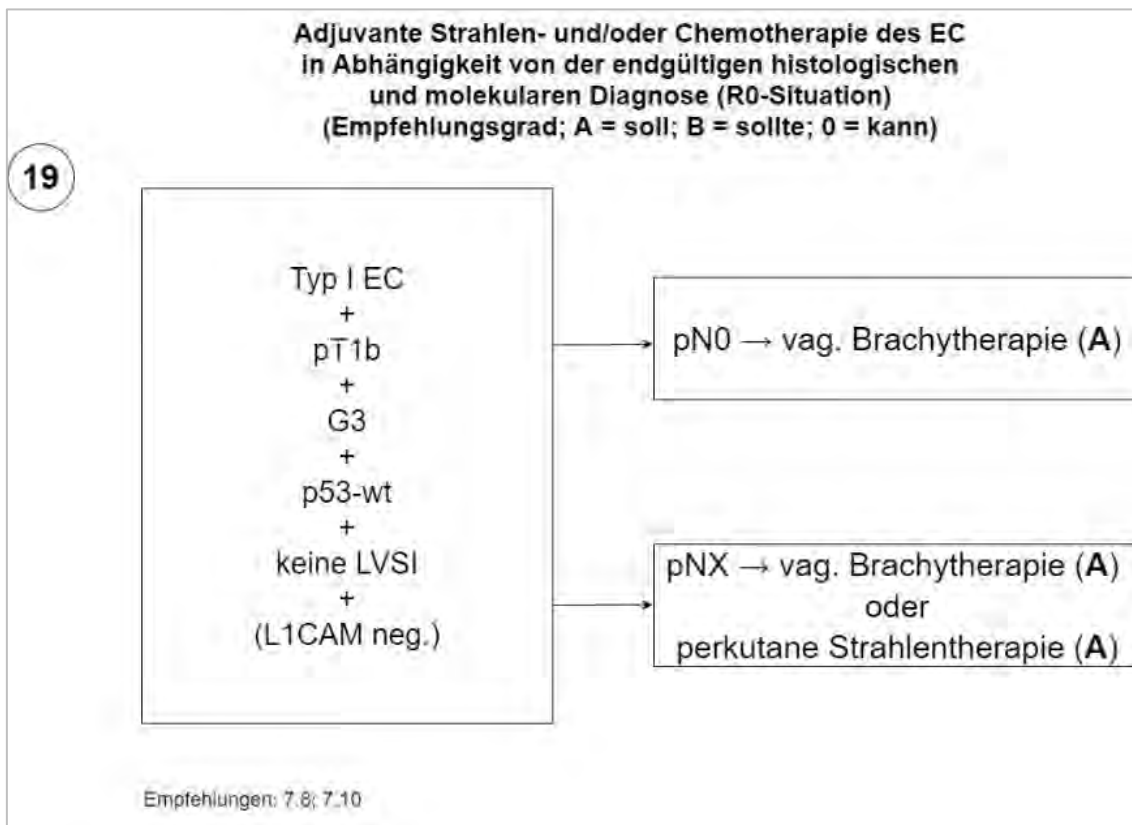 Adjuvante Strahlen- und/oder Chemotherapie des EC
in Abhängigkeit von der endgültigen histologischen
und molekularen Diagnose (R0-Situation)
(Empfehlungsgrad; A = soll; B = sollte; 0 = kann)
19
Typ I EC
+
pT1b
+
G3
+
p53-wt
+
keine LVSI
+
(L1CAM neg.)
pN0 → vag. Brachytherapie (A)
pNX → vag. Brachytherapie (A)
oder
perkutane Strahlentherapie (A)
Empfehlungen: 7.8; 7.10